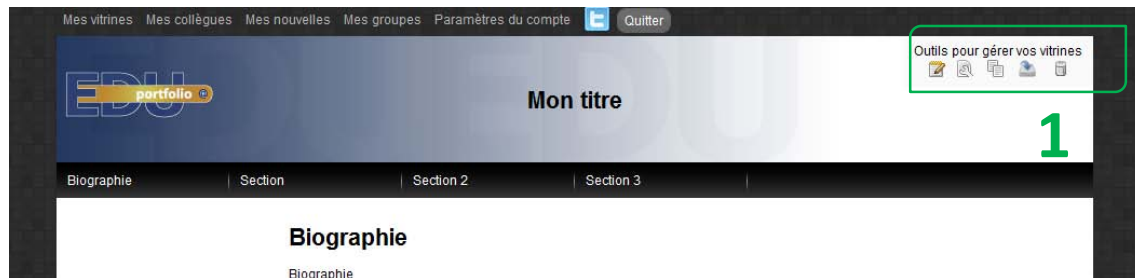 Mes vitrines Mes collègues Mes nouvelles Mes groupes Paramètres du compte Quitter
Outils pour gérer vos vitrines
EDU
portfolio
Mon titre
1
Biographie Section Section 2 Section 3
Biographie
Biographie